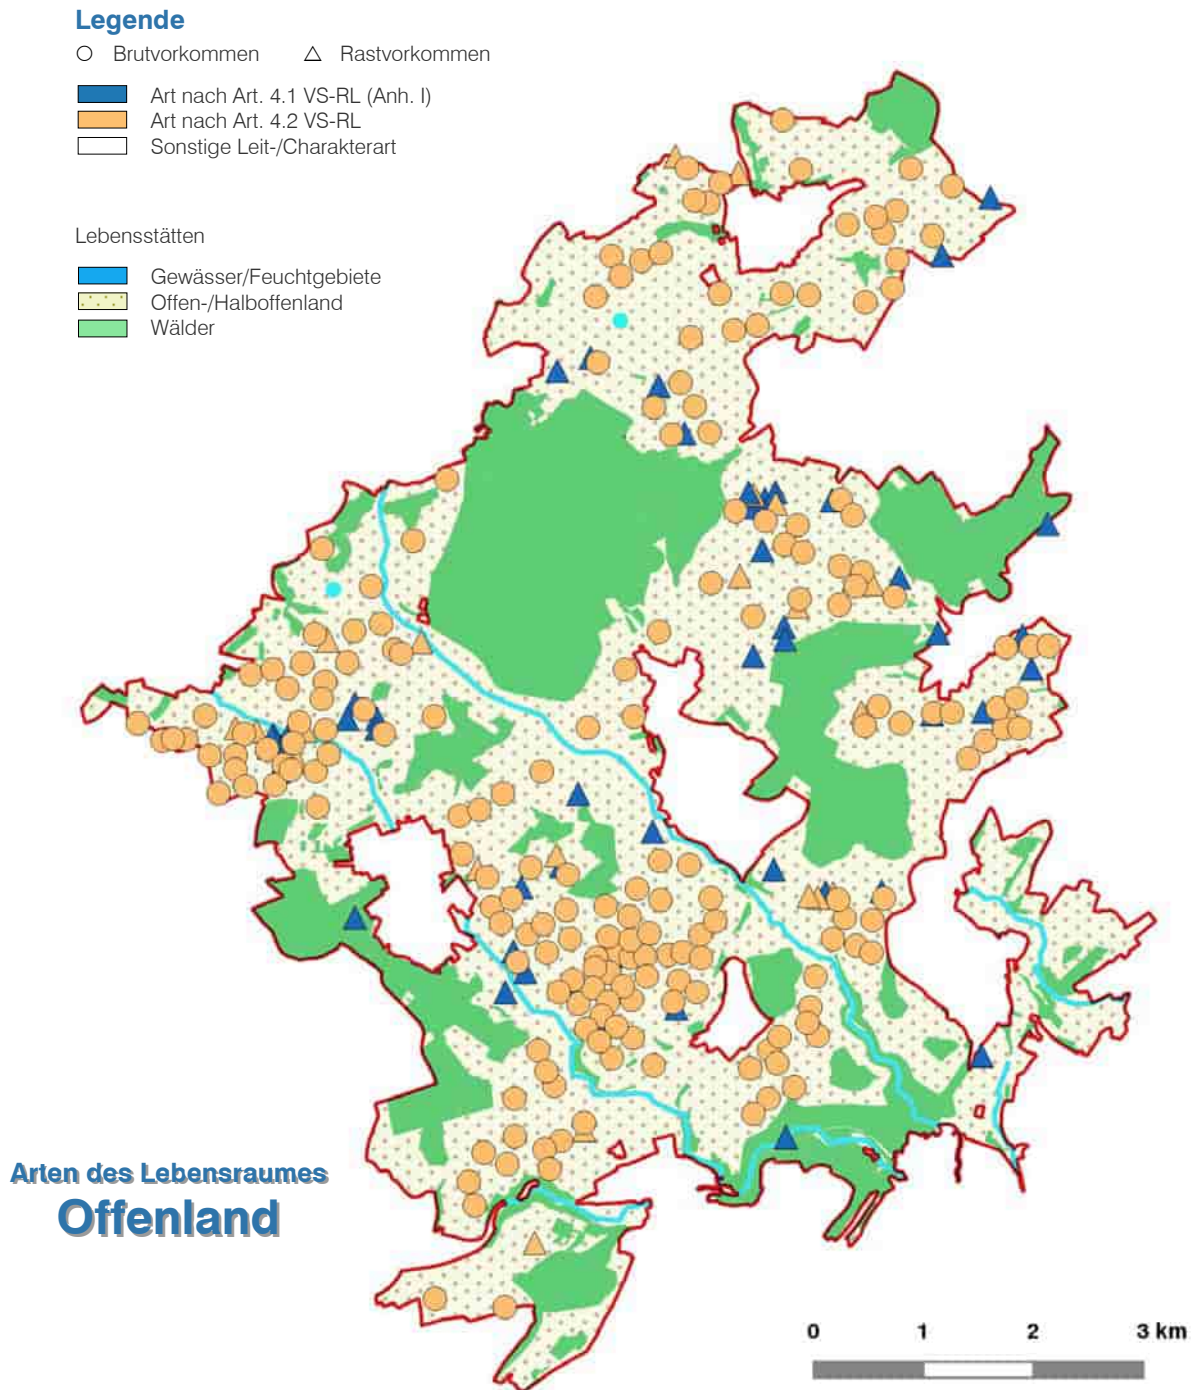 Legende
Brutvorkommen Rastvorkommen
Art nach Art. 4.1 VS-RL (Anh. I)
Art nach Art. 4.2 VS-RL
Sonstige Leit-/Charakterart
Lebensstätten
Gewässer/Feuchtgebiete
Offen-/Halboffenland
Wälder
Arten des Lebensraumes
Offenland
0 1 2 3 km